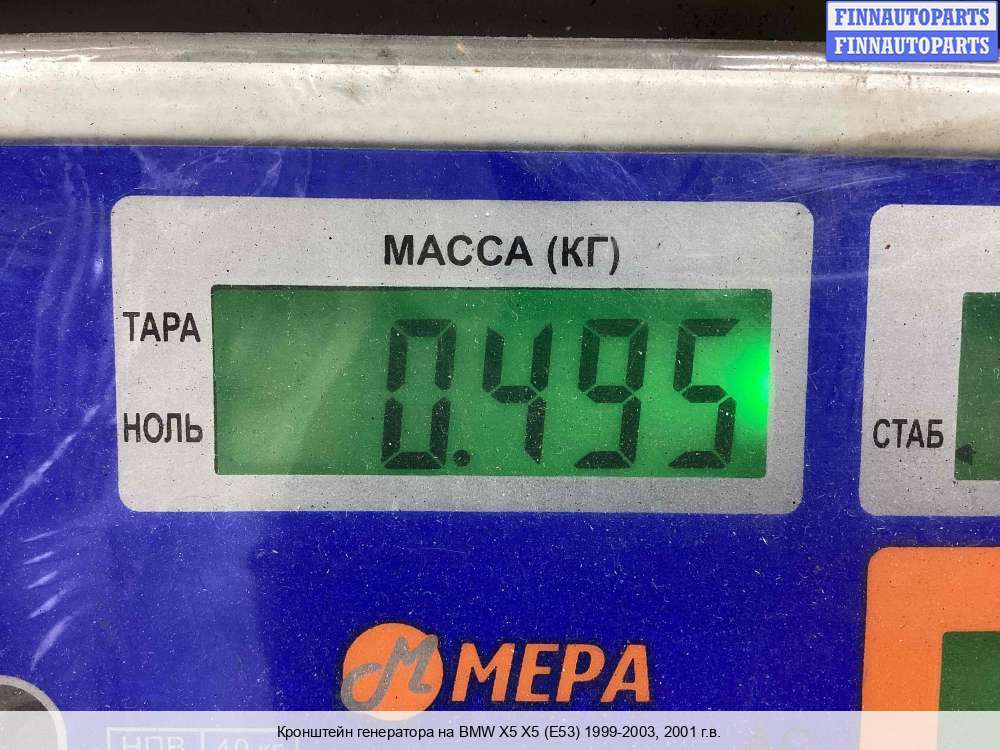 FINNAUTOPARTS
FINNAUTOPARTS
МАССА (КГ)
ТАРА
0.495
НОЛЬ
СТАБ
МЕРА
Кронштейн генератора на BMW X5 X5 (E53) 1999-2003, 2001 г.в.